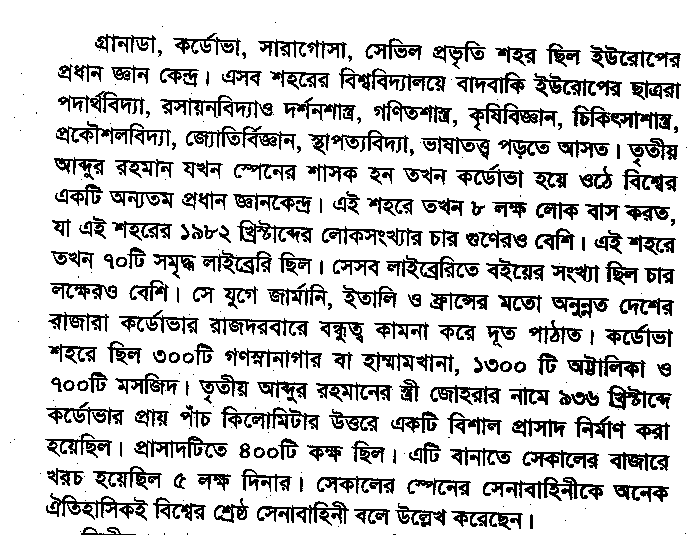 গ্রানাডা, কর্ডোভা, সারাগোসা, সেভিল প্রভৃতি শহর ছিল ইউরোপের
প্রধান জ্ঞান কেন্দ্র। এসব শহরের বিশ্ববিদ্যালয়ে বাদবাকি ইউরোপের ছাত্ররা
পদার্থবিদ্যা, রসায়নবিদ্যাও দর্শনশাস্ত্র, গণিতশাস্ত্র, কৃষিবিজ্ঞান, চিকিৎসাশাস্ত্র,
প্রকৌশলবিদ্যা, জ্যোতির্বিজ্ঞান, স্থাপত্যবিদ্যা, ভাষাতত্ত্ব পড়তে আসত। তৃতীয়
আব্দুর রহমান যখন স্পেনের শাসক হন তখন কর্ডোভা হয়ে ওঠে বিশ্বের
একটি অন্যতম প্রধান জ্ঞানকেন্দ্র। এই শহরে তখন ৮ লক্ষ লোক বাস করত,
যা এই শহরের ১৯৮২ খ্রিস্টাব্দের লোকসংখ্যার চার গুণেরও বেশি। এই শহরে
তখন ৭০টি সমৃদ্ধ লাইব্রেরি ছিল। সেসব লাইব্রেরিতে বইয়ের সংখ্যা ছিল চার
লক্ষেরও বেশি। সে যুগে জার্মানি, ইতালি ও ফ্রান্সের মতো অনুন্নত দেশের
রাজারা কর্ডোভার রাজদরবারে বন্ধুত্ব কামনা করে দূত পাঠাত। কর্ডোভা
শহরে ছিল ৩০০টি গণস্নানাগার বা হাম্মামখানা, ১৩০০ টি অট্টালিকা ও
৭০০টি মসজিদ। তৃতীয় আব্দুর রহমানের স্ত্রী জোহরার নামে ৯৩৬ খ্রিস্টাব্দে
কর্ডোভার প্রায় পাঁচ কিলোমিটার উত্তরে একটি বিশাল প্রাসাদ নির্মাণ করা
হয়েছিল। প্রাসাদটিতে ৪০০টি কক্ষ ছিল। এটি বানাতে সেকালের বাজারে
খরচ হয়েছিল ৫ লক্ষ দিনার। সেকালের স্পেনের সেনাবাহিনীকে অনেক
ঐতিহাসিকই বিশ্বের শ্রেষ্ঠ সেনাবাহিনী বলে উল্লেখ করেছেন।